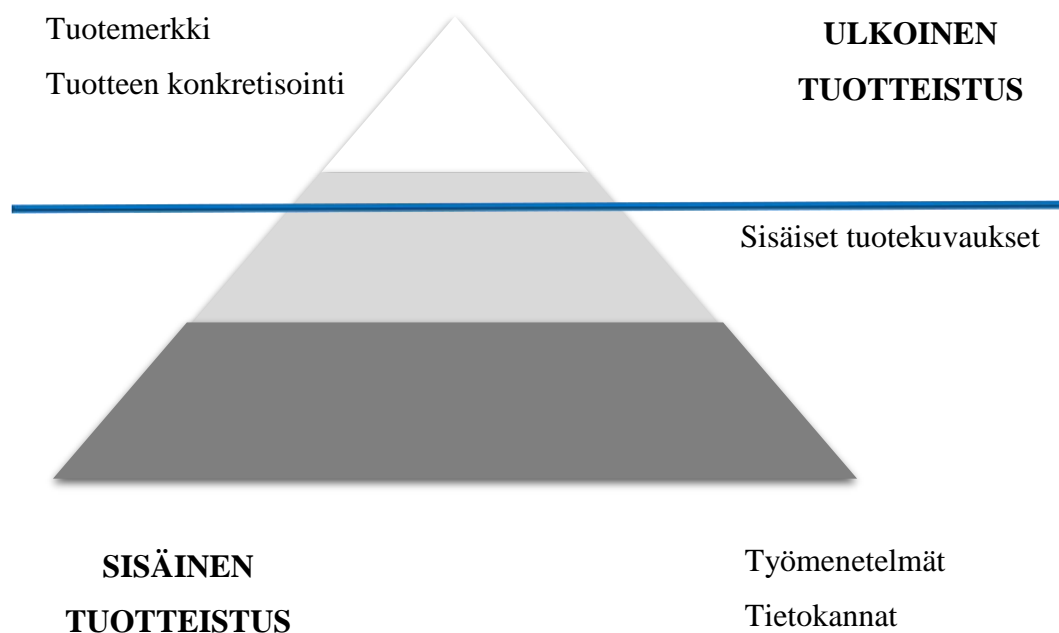 Tuotemerkki
Tuotteen konkretisointi
ULKOINEN
TUOTTEISTUS
Sisäiset tuotekuvaukset
SISÄINEN
TUOTTEISTUS
Työmenetelmät
Tietokannat